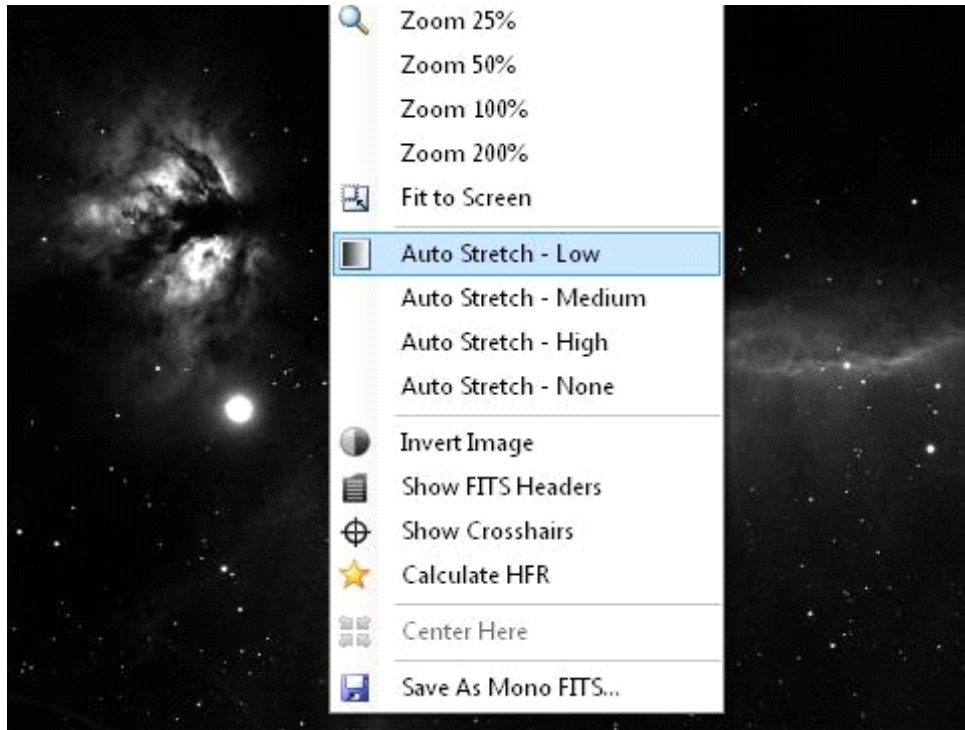 Zoom 25%
Zoom 50%
Zoom 100%
Zoom 200%
Fit to Screen
Auto Stretch - Low
Auto Stretch - Medium
Auto Stretch - High
Auto Stretch - None
Invert Image
Show FITS Headers
Show Crosshairs
Calculate HFR
Center Here
Save As Mono FITS...